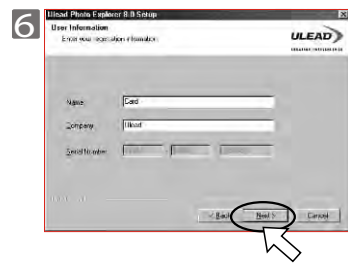 6
Ulead Photo Explorer 8.0 Setup
User Information
Enter your registration information.
ULEAD
Name:
Card
Company:
Ulead
Serial Number:
< Back
Next >
Cancel